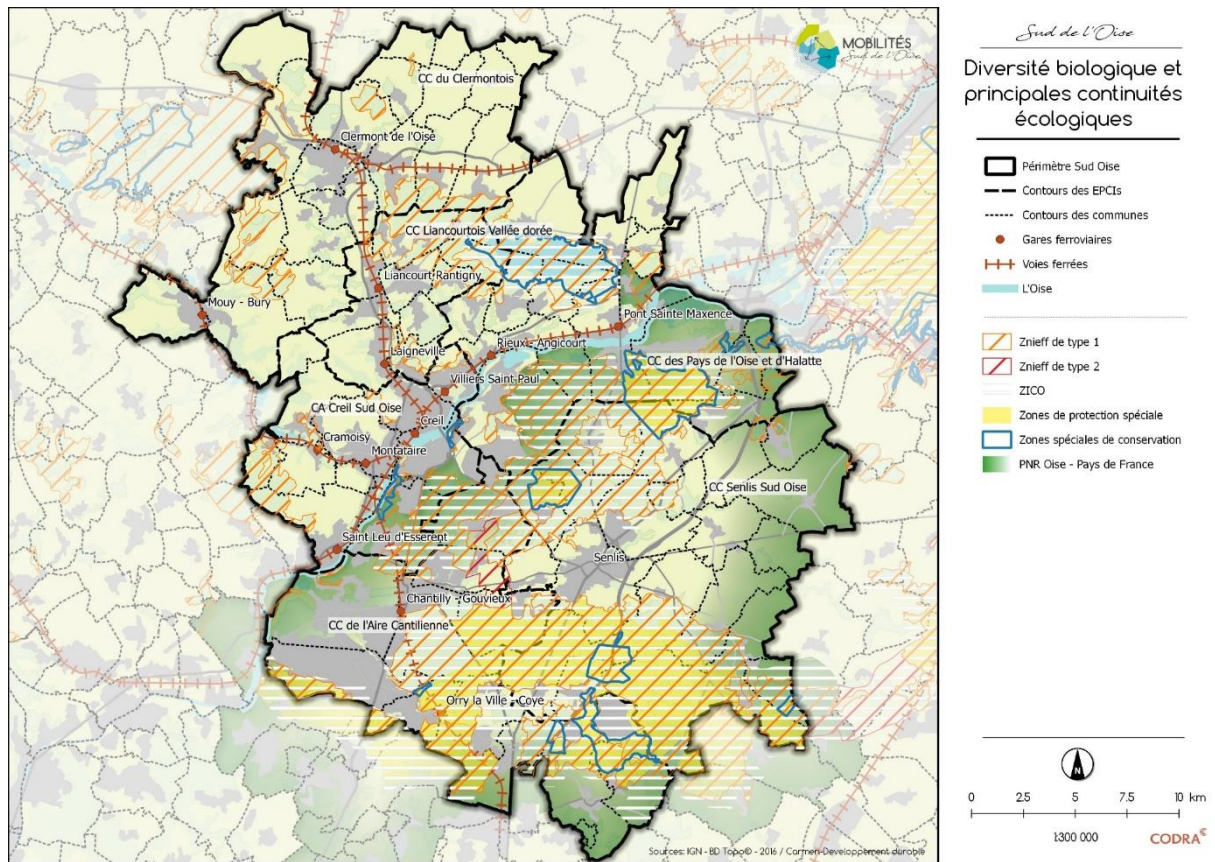 MOBILITÉS
Sud de l'Oise
CC du Clermontois
Clermont de l'Oise
CC Liancourtois Vallée dorée
Liancourt Rantigny
Mouy - Bury
Pont Sainte Maxence
Rieux - Angicourt
Laigneville
CC des Pays de l'Oise et d'Halatte
Villiers Saint Paul
CA Creil Sud Oise
Creil
Cramoisy
Montataire
CC Senlis Sud Oise
Saint Leu d'Esserent
Senlis
Chantilly - Gouvieux
CC de l'Aire Cantilienne
Orry la Ville - Coye
Sources: IGN - BD Topo© - 2016 / Carmen-Developpement durable
Sud de l'Oise
Diversité biologique et
principales continuités
écologiques
Périmètre Sud Oise
Contours des EPCIs
Contours des communes
Gares ferroviaires
Voies ferrées
L'Oise
Znieff de type 1
Znieff de type 2
ZICO
Zones de protection spéciale
Zones spéciales de conservation
PNR Oise - Pays de France
N
0 2.5 5 7.5 10 km
1:300 000
CODRA